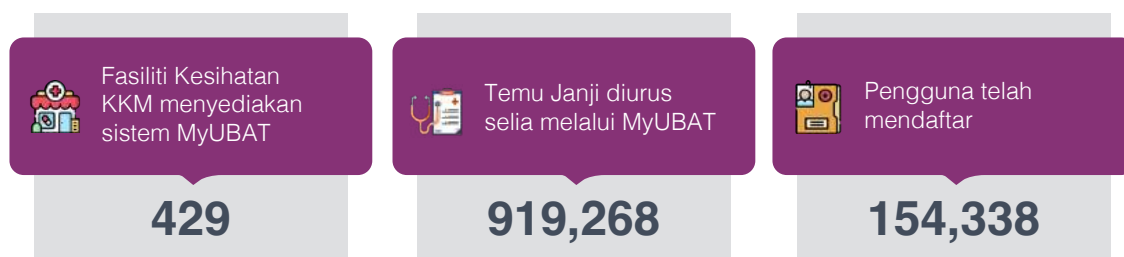 Fasiliti Kesihatan
KKM menyediakan
sistem MyUBAT
429
Temu Janji diurus
selia melalui MyUBAT
919,268
Pengguna telah
mendaftar
154,338